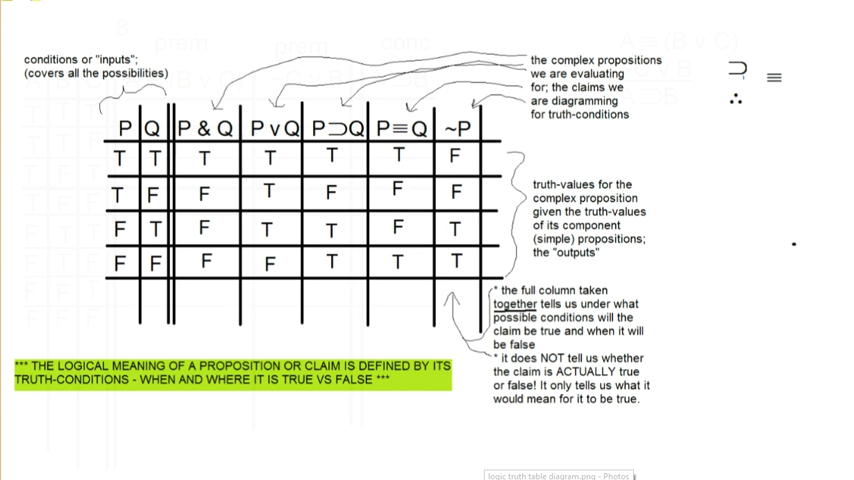 conditions or "inputs";
(covers all the possibilities)
the complex propositions
we are evaluating
for; the claims we
are diagramming
for truth-conditions
⊃ ≡
∴
P Q P & Q P v Q P⊃Q P≡Q ~P
T T T T T T F
T F F T F F F
F T F T T F T
F F F F T T T
truth-values for the
complex proposition
given the truth-values
of its component
(simple) propositions;
the "outputs"
* the full column taken
together tells us under what
possible conditions will the
claim be true and when it will
be false
* it does NOT tell us whether
the claim is ACTUALLY true
or false! It only tells us what it
would mean for it to be true.
*** THE LOGICAL MEANING OF A PROPOSITION OR CLAIM IS DEFINED BY ITS
TRUTH-CONDITIONS - WHEN AND WHERE IT IS TRUE VS FALSE ***
logic truth table diagram.png - Photos